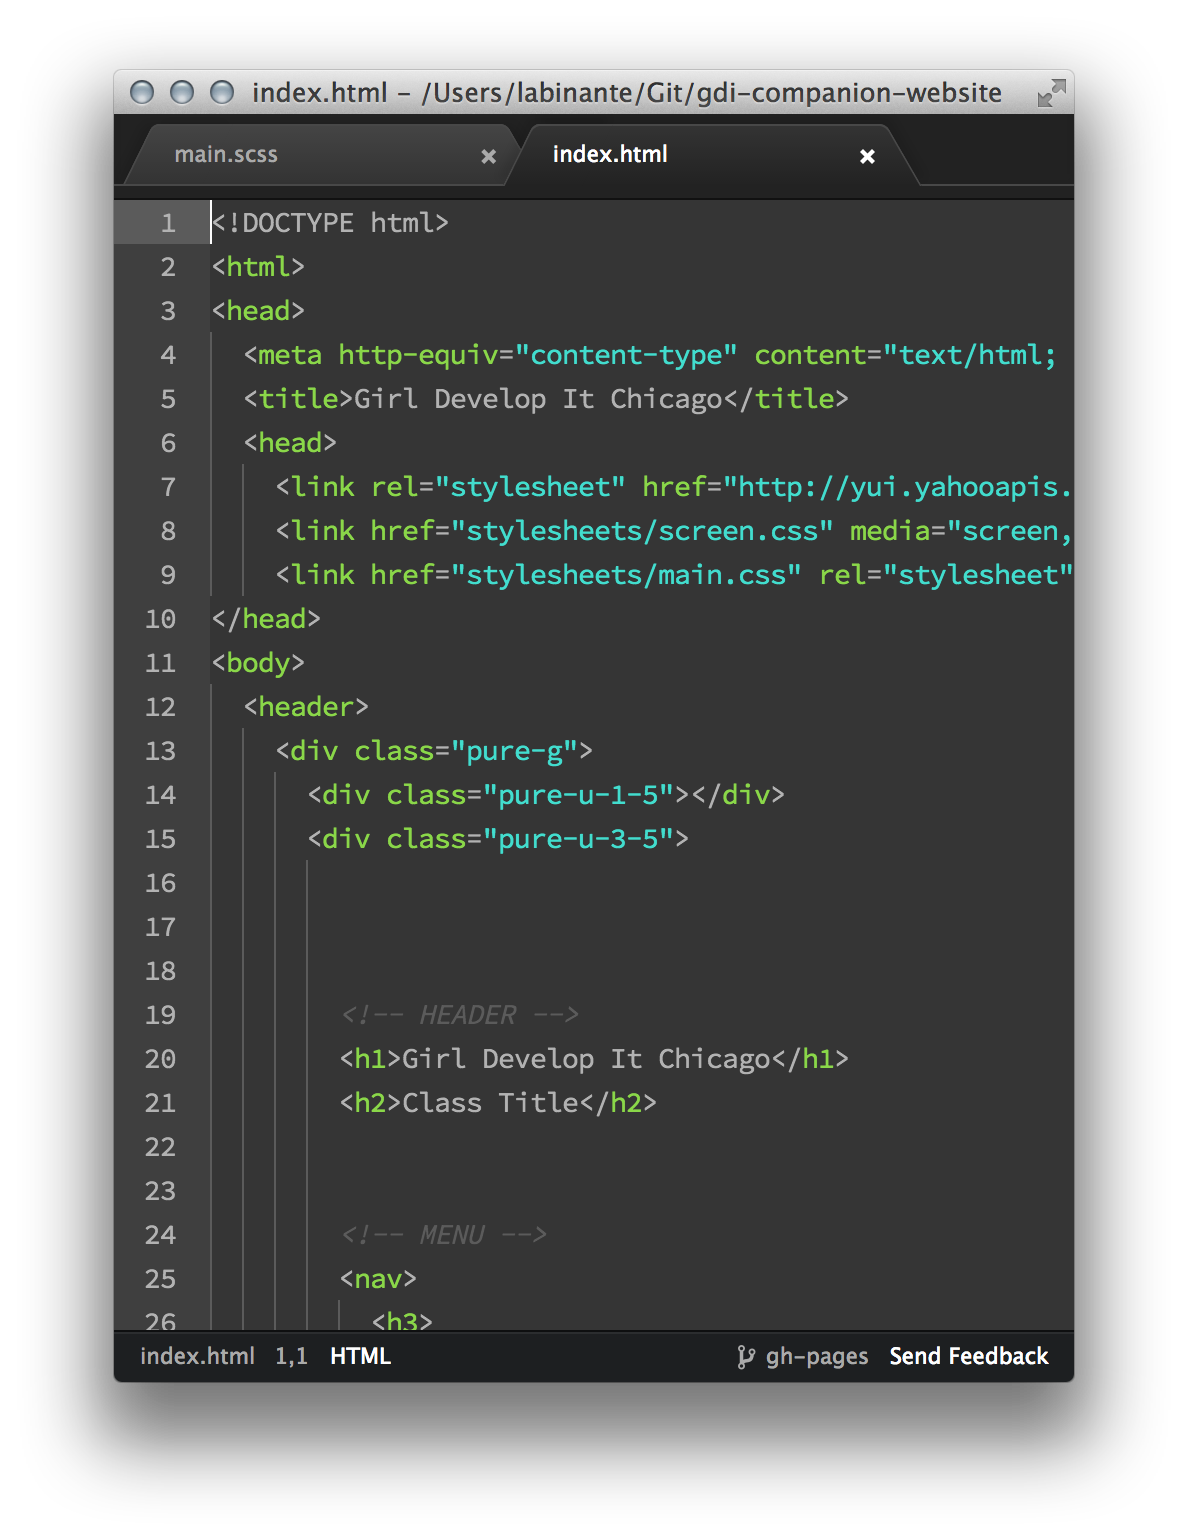 index.html – /Users/labinante/Git/gdi-companion-website
main.scss × index.html ×
1 <!DOCTYPE html>
2 <html>
3 <head>
4 <meta http-equiv="content-type" content="text/html;
5 <title>Girl Develop It Chicago</title>
6 <head>
7 <link rel="stylesheet" href="http://yui.yahooapis.
8 <link href="stylesheets/screen.css" media="screen,
9 <link href="stylesheets/main.css" rel="stylesheet"
10 </head>
11 <body>
12 <header>
13 <div class="pure-g">
14 <div class="pure-u-1-5"></div>
15 <div class="pure-u-3-5">
16
17
18
19 <!-- HEADER -->
20 <h1>Girl Develop It Chicago</h1>
21 <h2>Class Title</h2>
22
23
24 <!-- MENU -->
25 <nav>
26 <h3>
index.html 1,1 HTML gh-pages Send Feedback